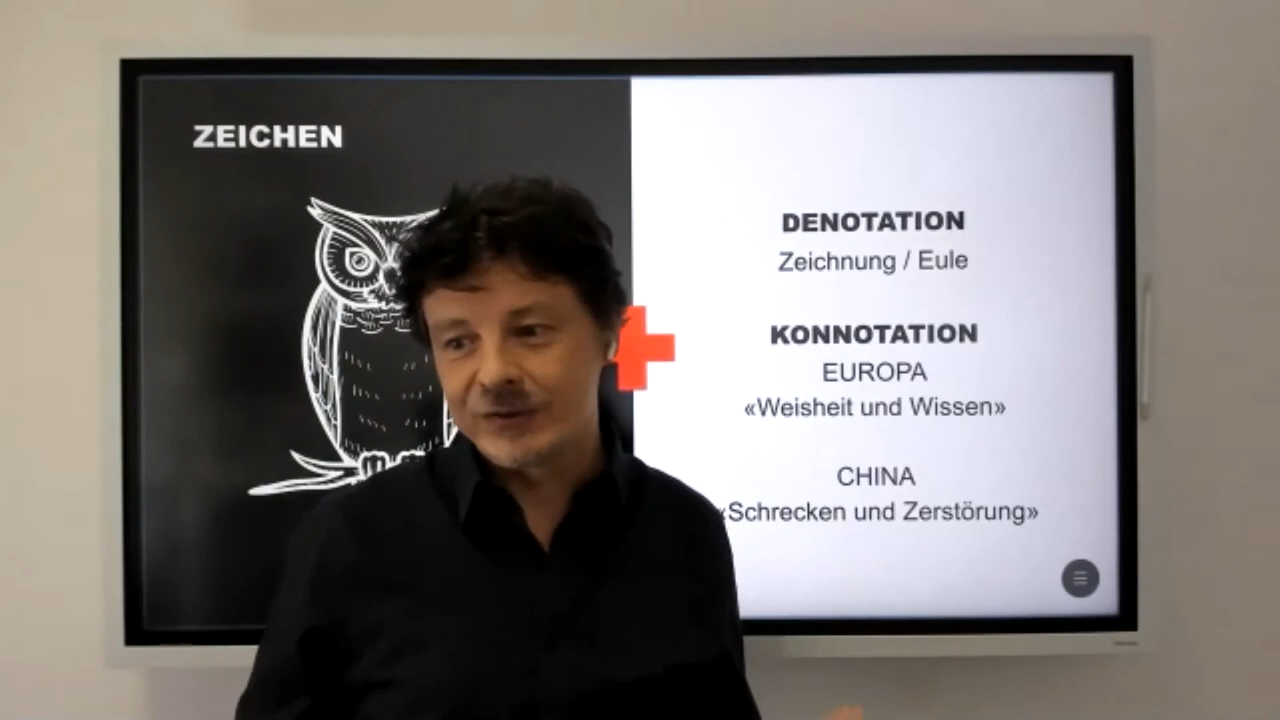 ZEICHEN
DENOTATION
Zeichnung / Eule
KONNOTATION
EUROPA
«Weisheit und Wissen»
CHINA
«Schrecken und Zerstörung»